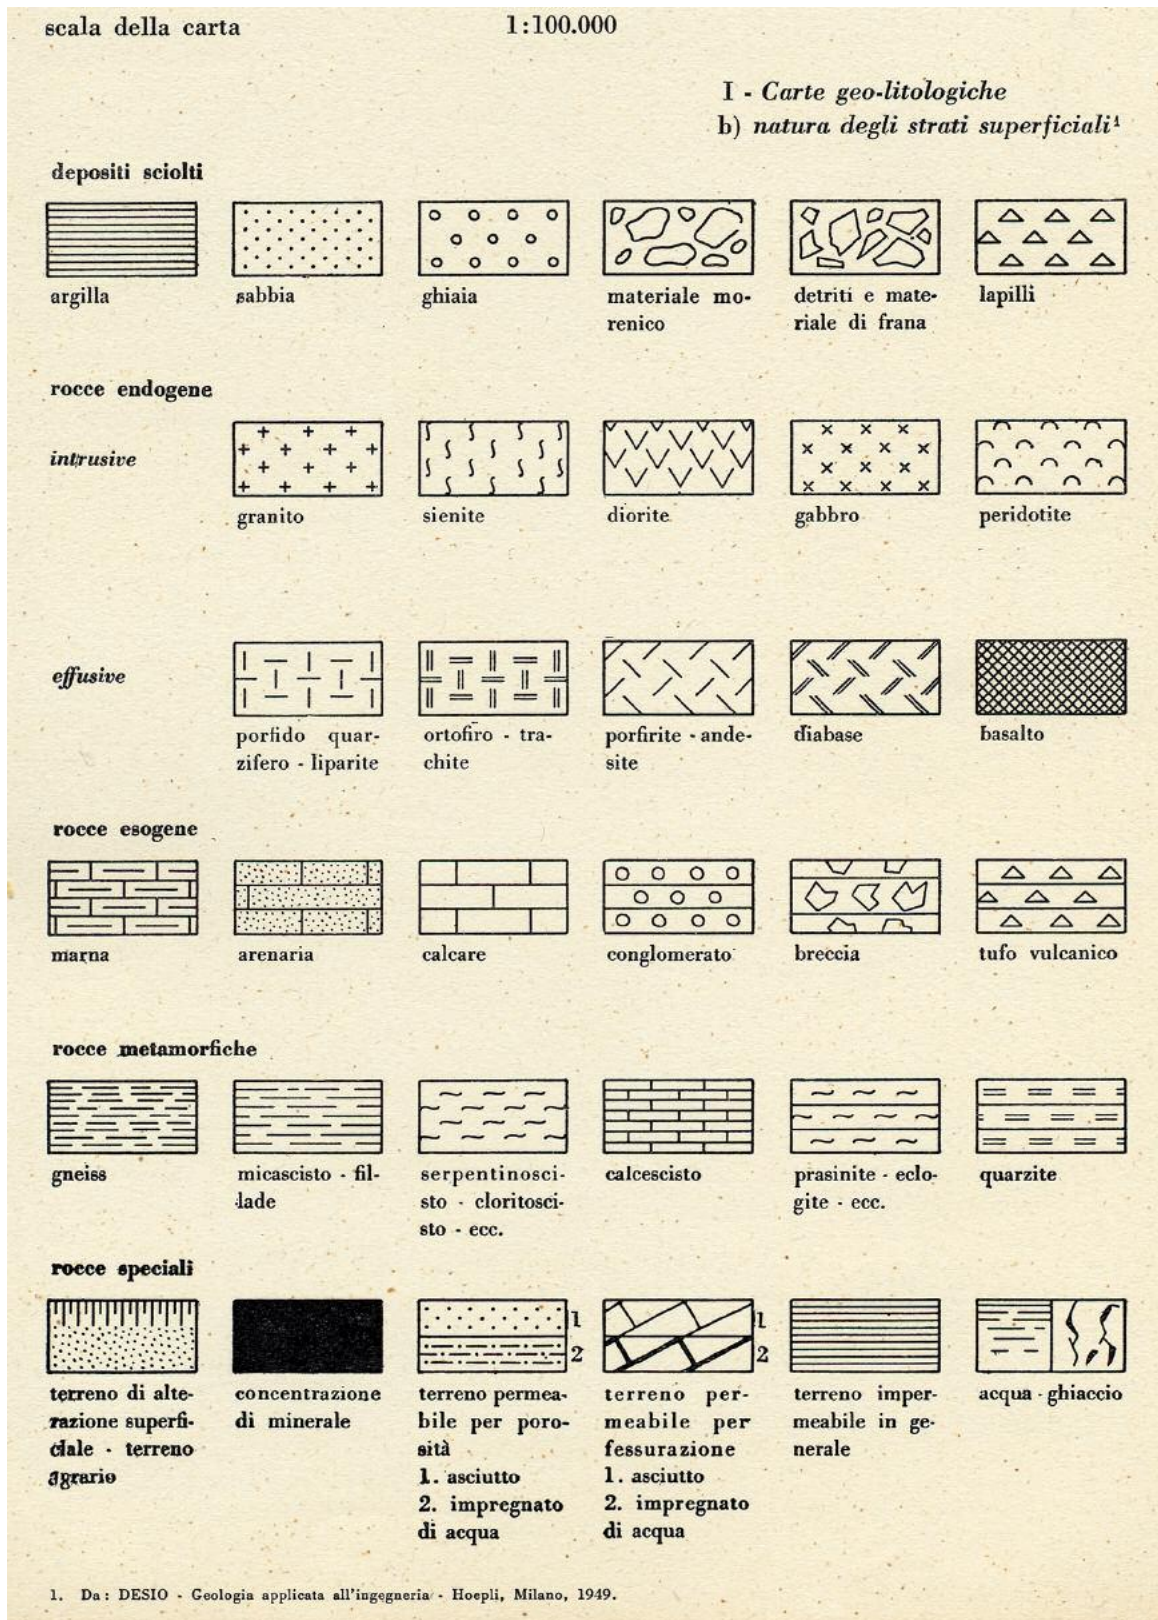 scala della carta 1:100.000
I - Carte geo-litologiche
b) natura degli strati superficiali¹
depositi sciolti
argilla
sabbia
ghiaia
materiale mo-
renico
detriti e mate-
riale di frana
lapilli
rocce endogene
intrusive
granito
sienite
diorite
gabbro
peridotite
effusive
porfido quar-
zifero - liparite
ortofiro - tra-
chite
porfirite - ande-
site
diabase
basalto
rocce esogene
marna
arenaria
calcare
conglomerato
breccia
tufo vulcanico
rocce metamorfiche
gneiss
micascisto - fil-
lade
serpentinosci-
sto - cloritosci-
sto - ecc.
calcescisto
prasinite - eclo-
gite - ecc.
quarzite
rocce speciali
terreno di alte-
razione superfi-
ciale - terreno
agrario
concentrazione
di minerale
1
2
terreno permea-
bile per poro-
sità
1. asciutto
2. impregnato
di acqua
1
2
terreno per-
meabile per
fessurazione
1. asciutto
2. impregnato
di acqua
terreno imper-
meabile in ge-
nerale
acqua - ghiaccio
1. Da: DESIO - Geologia applicata all'ingegneria - Hoepli, Milano, 1949.